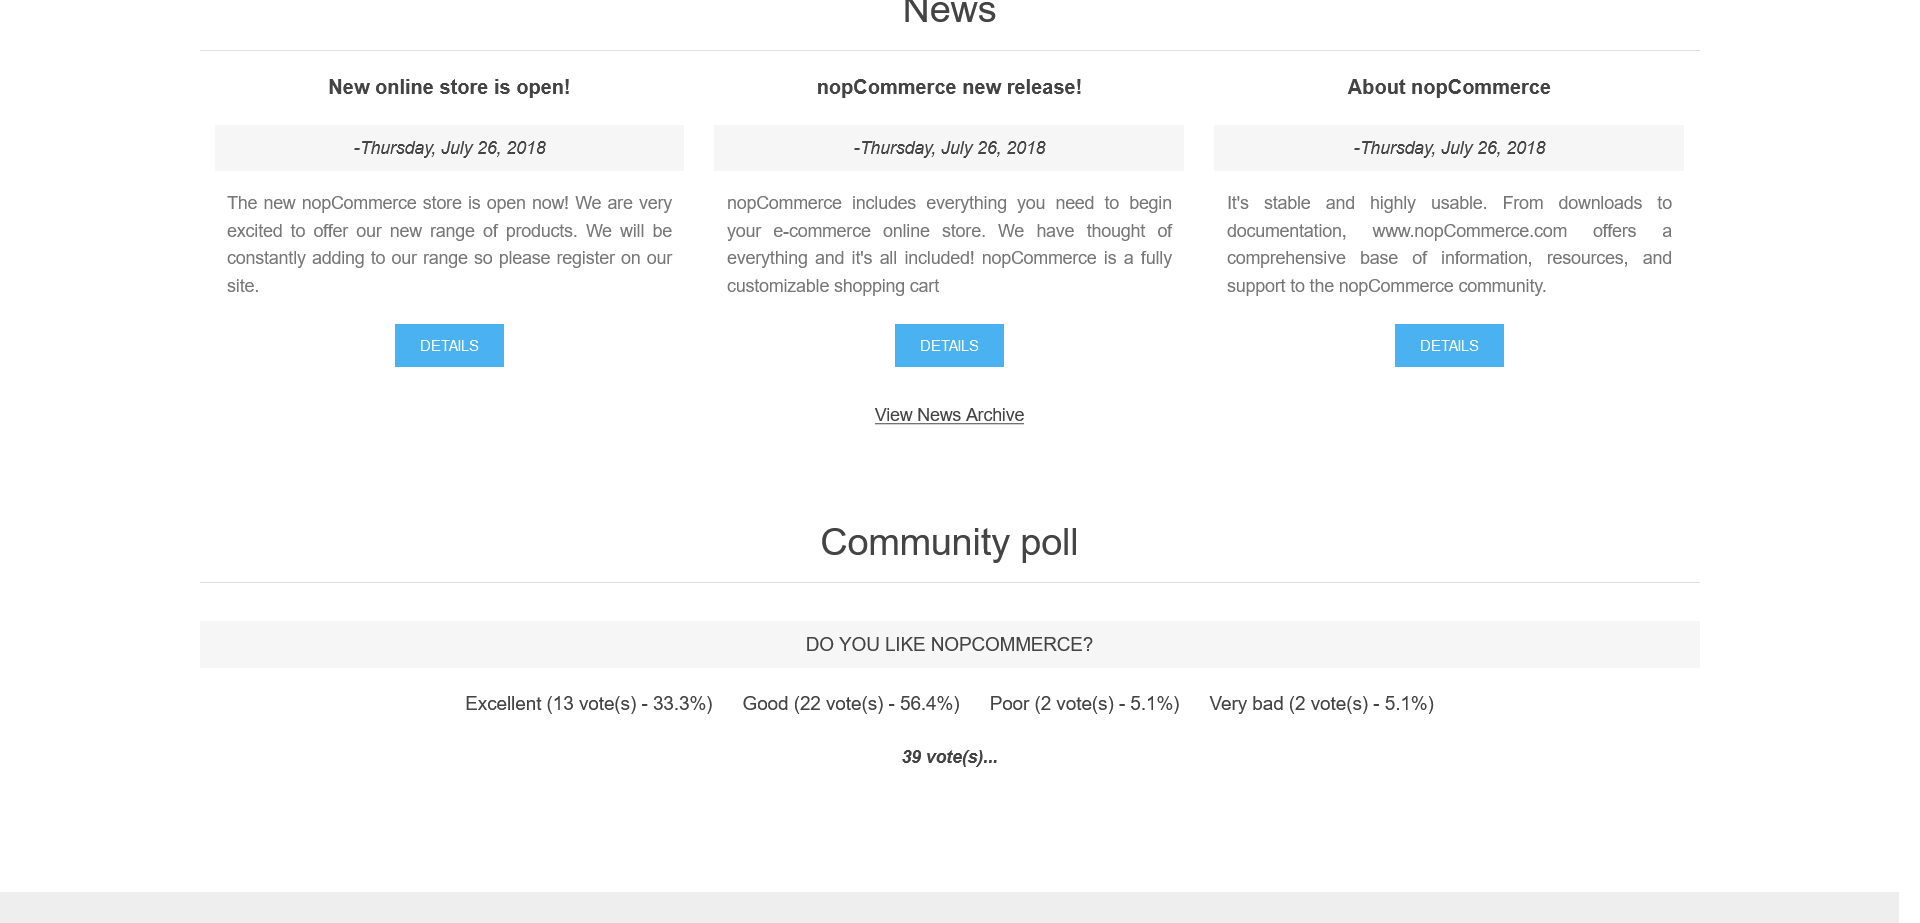 News
New online store is open!
-Thursday, July 26, 2018
The new nopCommerce store is open now! We are very
excited to offer our new range of products. We will be
constantly adding to our range so please register on our
site.
DETAILS
nopCommerce new release!
-Thursday, July 26, 2018
nopCommerce includes everything you need to begin
your e-commerce online store. We have thought of
everything and it's all included! nopCommerce is a fully
customizable shopping cart
DETAILS
About nopCommerce
-Thursday, July 26, 2018
It's stable and highly usable. From downloads to
documentation, www.nopCommerce.com offers a
comprehensive base of information, resources, and
support to the nopCommerce community.
DETAILS
View News Archive
Community poll
DO YOU LIKE NOPCOMMERCE?
Excellent (13 vote(s) - 33.3%) Good (22 vote(s) - 56.4%) Poor (2 vote(s) - 5.1%) Very bad (2 vote(s) - 5.1%)
39 vote(s)...